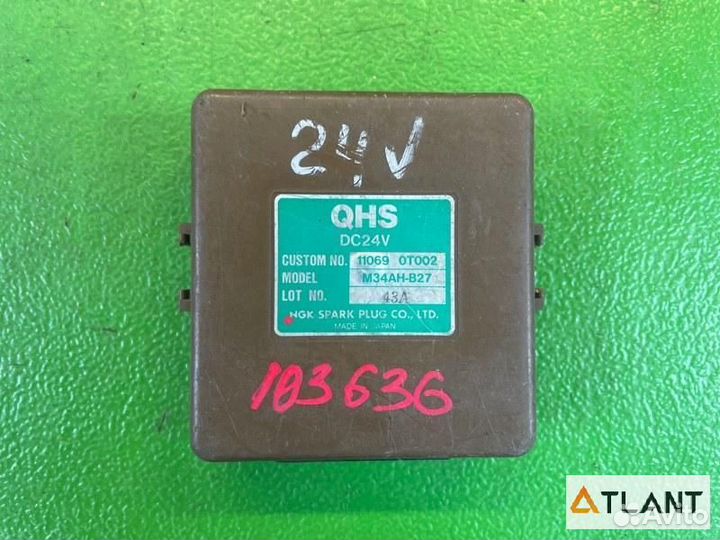 24V
QHS
DC24V
CUSTOM NO. 11069 0T002
MODEL M34AH-B27
LOT NO. 43A
NGK SPARK PLUG CO., LTD.
MADE IN JAPAN
103636
ATLANT
Avito